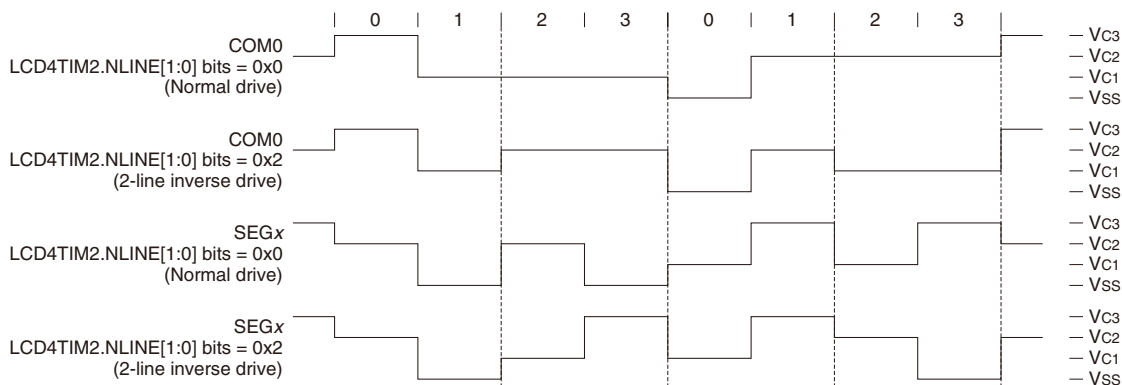 0 1 2 3 0 1 2 3
COM0
LCD4TIM2.NLINE[1:0] bits = 0x0
(Normal drive)
VC3
VC2
VC1
VSS
COM0
LCD4TIM2.NLINE[1:0] bits = 0x2
(2-line inverse drive)
VC3
VC2
VC1
VSS
SEGx
LCD4TIM2.NLINE[1:0] bits = 0x0
(Normal drive)
VC3
VC2
VC1
VSS
SEGx
LCD4TIM2.NLINE[1:0] bits = 0x2
(2-line inverse drive)
VC3
VC2
VC1
VSS